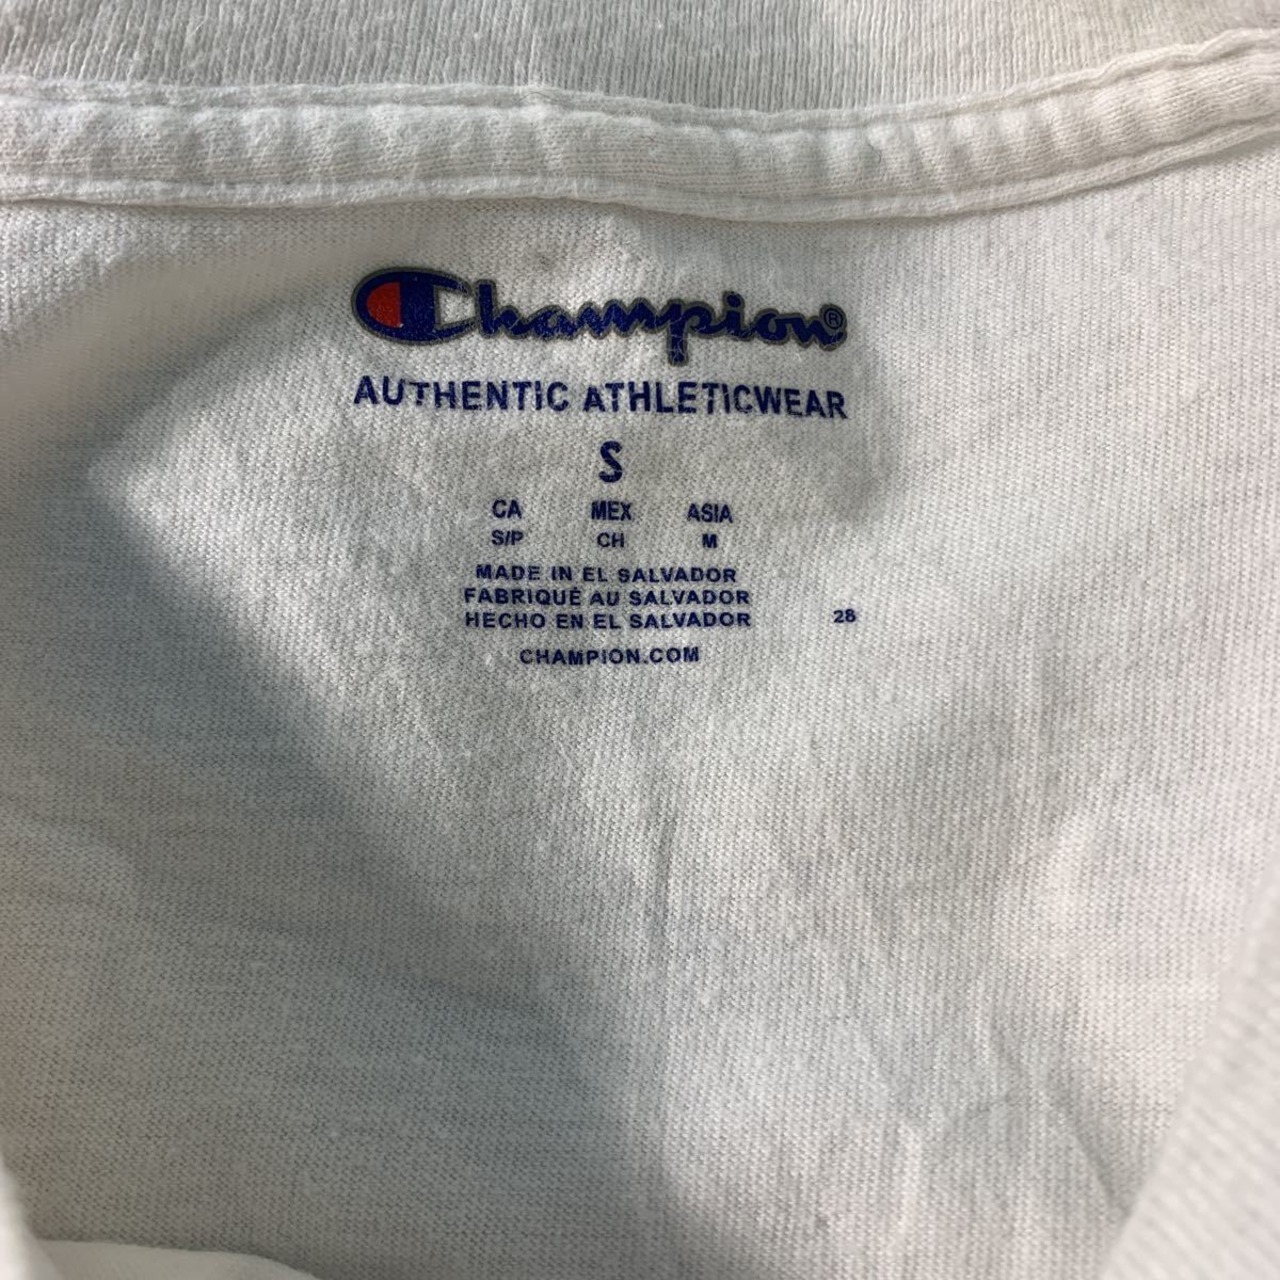 Champion®
AUTHENTIC ATHLETICWEAR
S
CA MEX ASIA
S/P CH M
MADE IN EL SALVADOR
FABRIQUÉ AU SALVADOR
HECHO EN EL SALVADOR 28
CHAMPION.COM